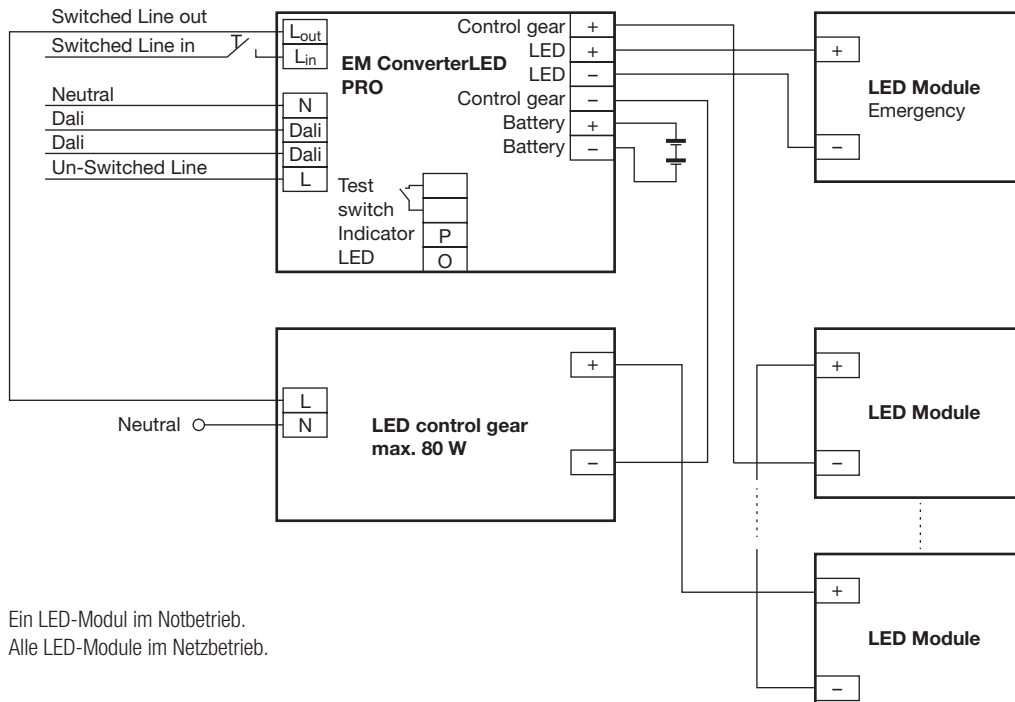 Switched Line out
Switched Line in
Neutral
Dali
Dali
Un-Switched Line
Lout
Lin
N
Dali
Dali
L
EM ConverterLED
PRO
Control gear +
LED +
LED −
Control gear −
Battery +
Battery −
Test
switch
Indicator P
LED O
+
LED Module
Emergency
−
L
Neutral N
LED control gear
max. 80 W
+
−
+
LED Module
−
+
LED Module
−
Ein LED-Modul im Notbetrieb.
Alle LED-Module im Netzbetrieb.